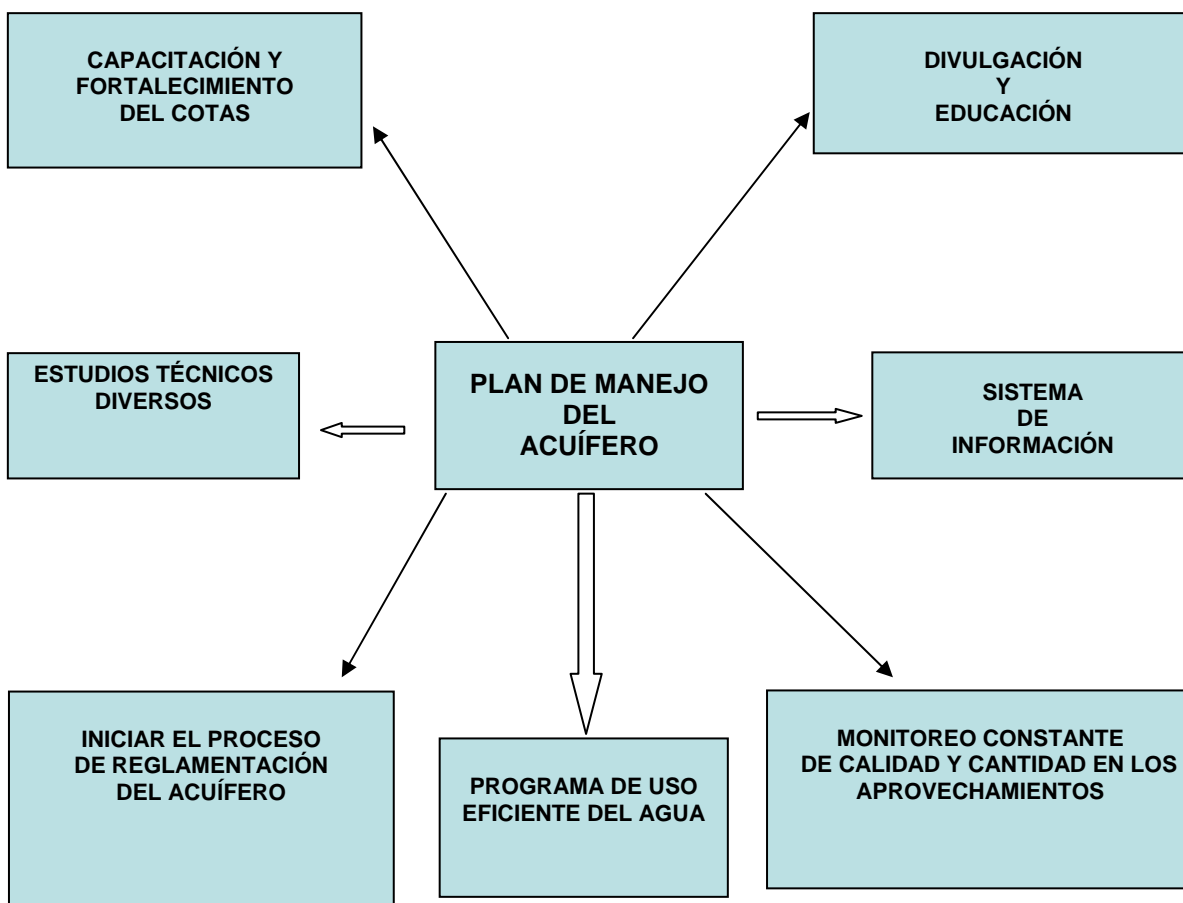 CAPACITACIÓN Y
FORTALECIMIENTO
DEL COTAS
DIVULGACIÓN
Y
EDUCACIÓN
ESTUDIOS TÉCNICOS
DIVERSOS
PLAN DE MANEJO
DEL
ACUÍFERO
SISTEMA
DE
INFORMACIÓN
INICIAR EL PROCESO
DE REGLAMENTACIÓN
DEL ACUÍFERO
PROGRAMA DE USO
EFICIENTE DEL AGUA
MONITOREO CONSTANTE
DE CALIDAD Y CANTIDAD EN LOS
APROVECHAMIENTOS